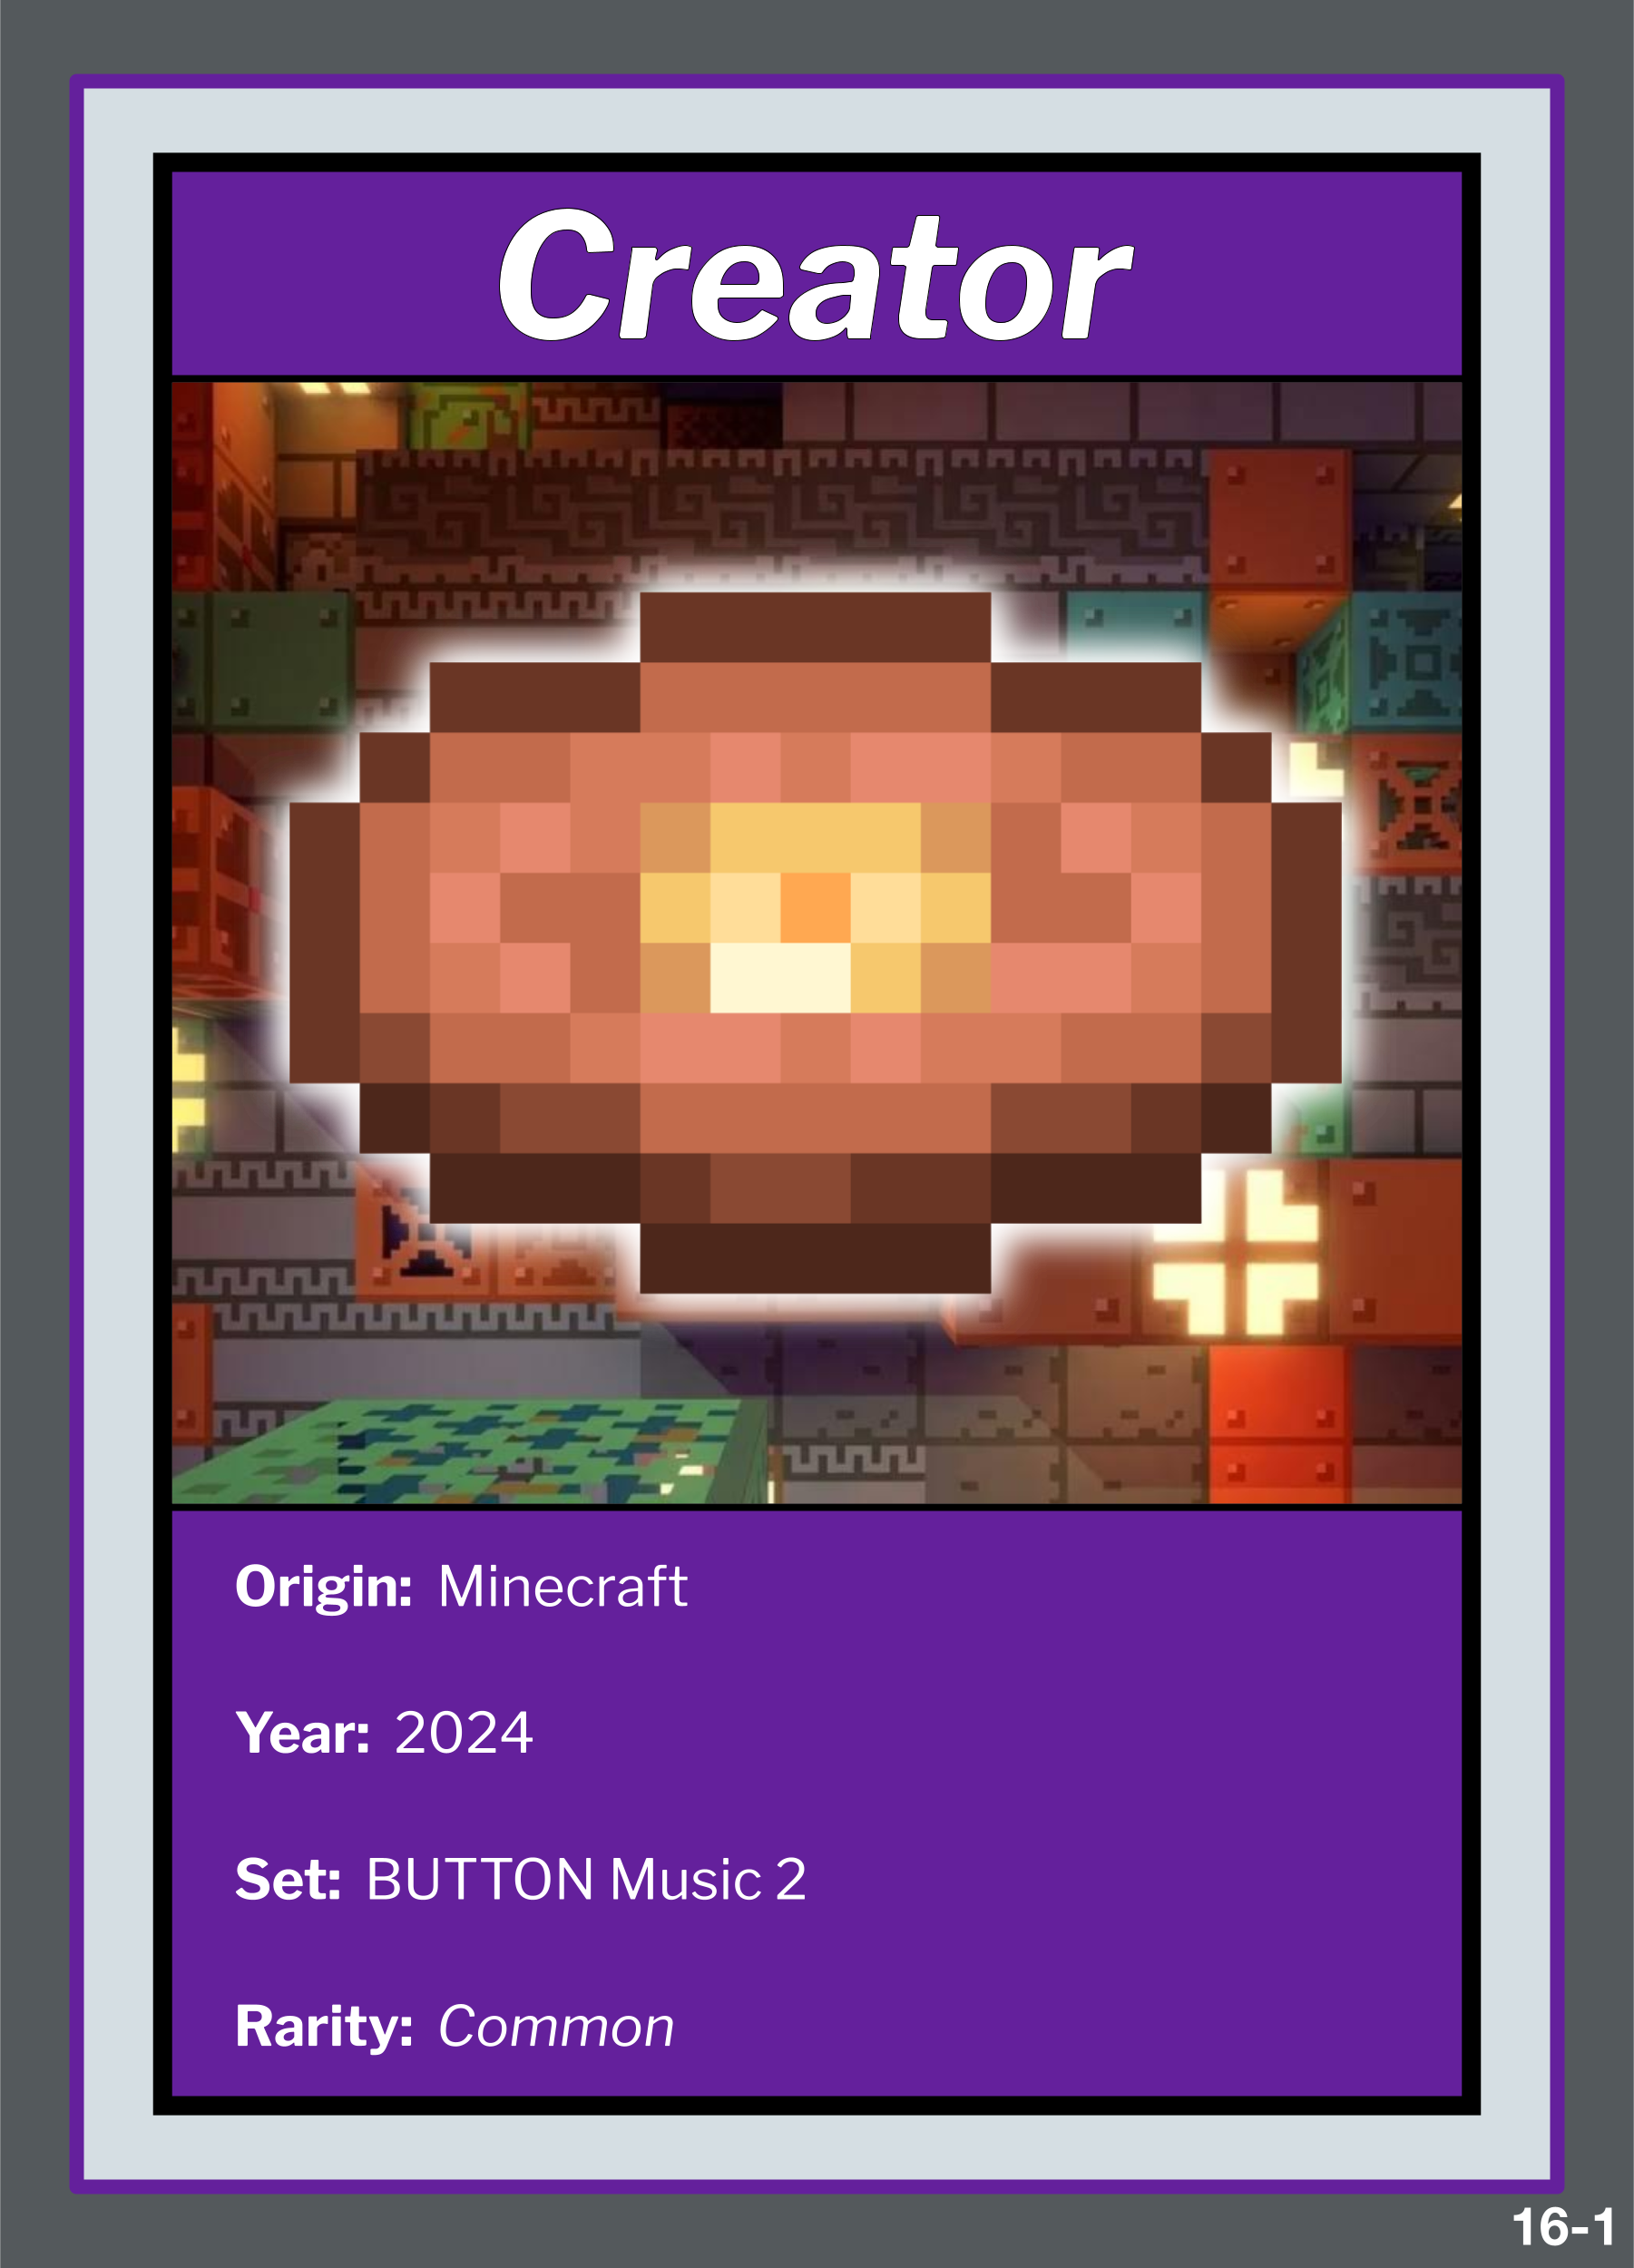 Creator
Origin: Minecraft
Year: 2024
Set: BUTTON Music 2
Rarity: Common
16-1